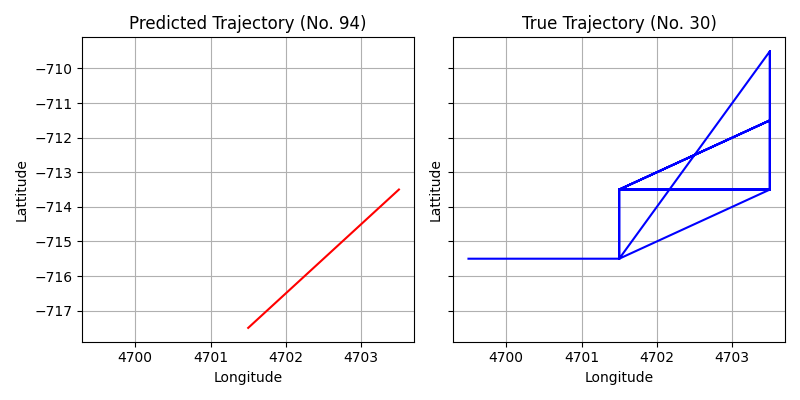 Predicted Trajectory (No. 94)
True Trajectory (No. 30)
−710
−711
−712
−713
−714
−715
−716
−717
Lattitude
Lattitude
4700 4701 4702 4703
4700 4701 4702 4703
Longitude
Longitude